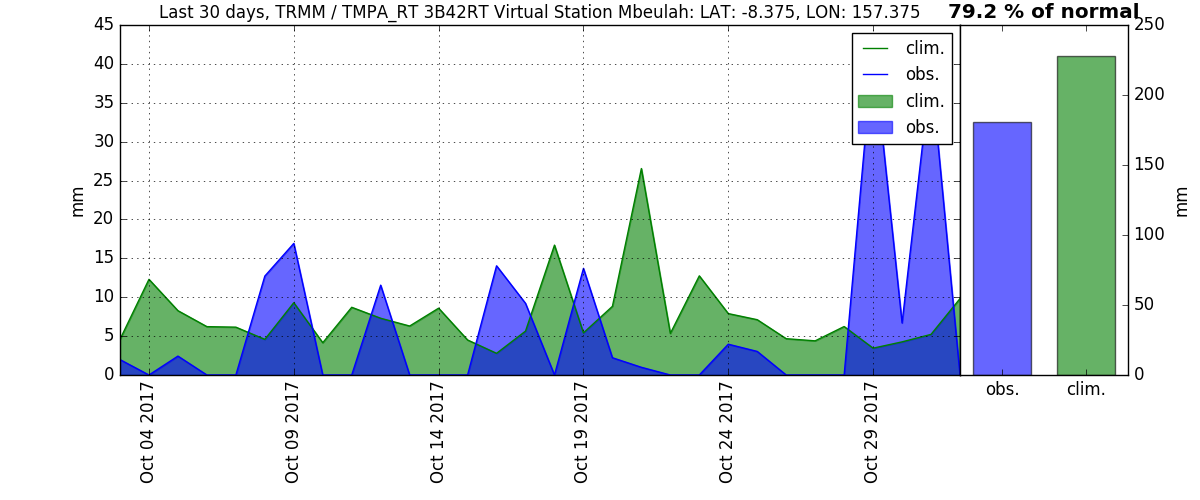 Last 30 days, TRMM / TMPA_RT 3B42RT Virtual Station Mbeulah: LAT: -8.375, LON: 157.375
79.2 % of normal
45
40
35
30
25
20
15
10
5
0
mm
clim.
obs.
clim.
obs.
Oct 04 2017
Oct 09 2017
Oct 14 2017
Oct 19 2017
Oct 24 2017
Oct 29 2017
250
200
150
100
50
0
mm
obs.
clim.